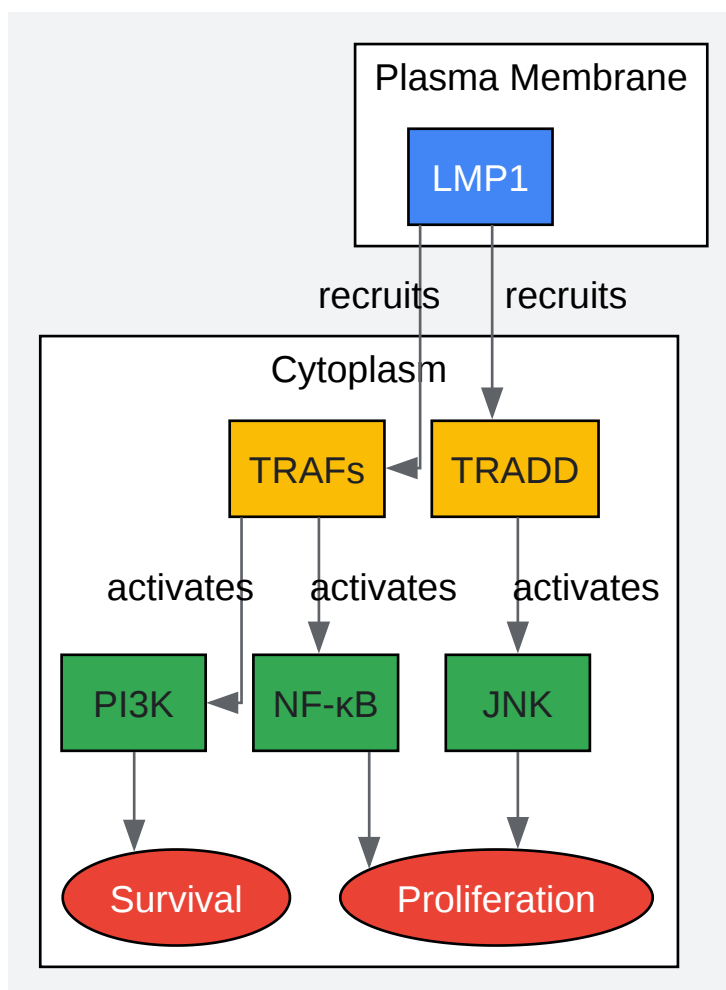 Plasma Membrane
LMP1
recruits
recruits
Cytoplasm
TRAFs
TRADD
activates
activates
activates
PI3K
NF-κB
JNK
Survival
Proliferation